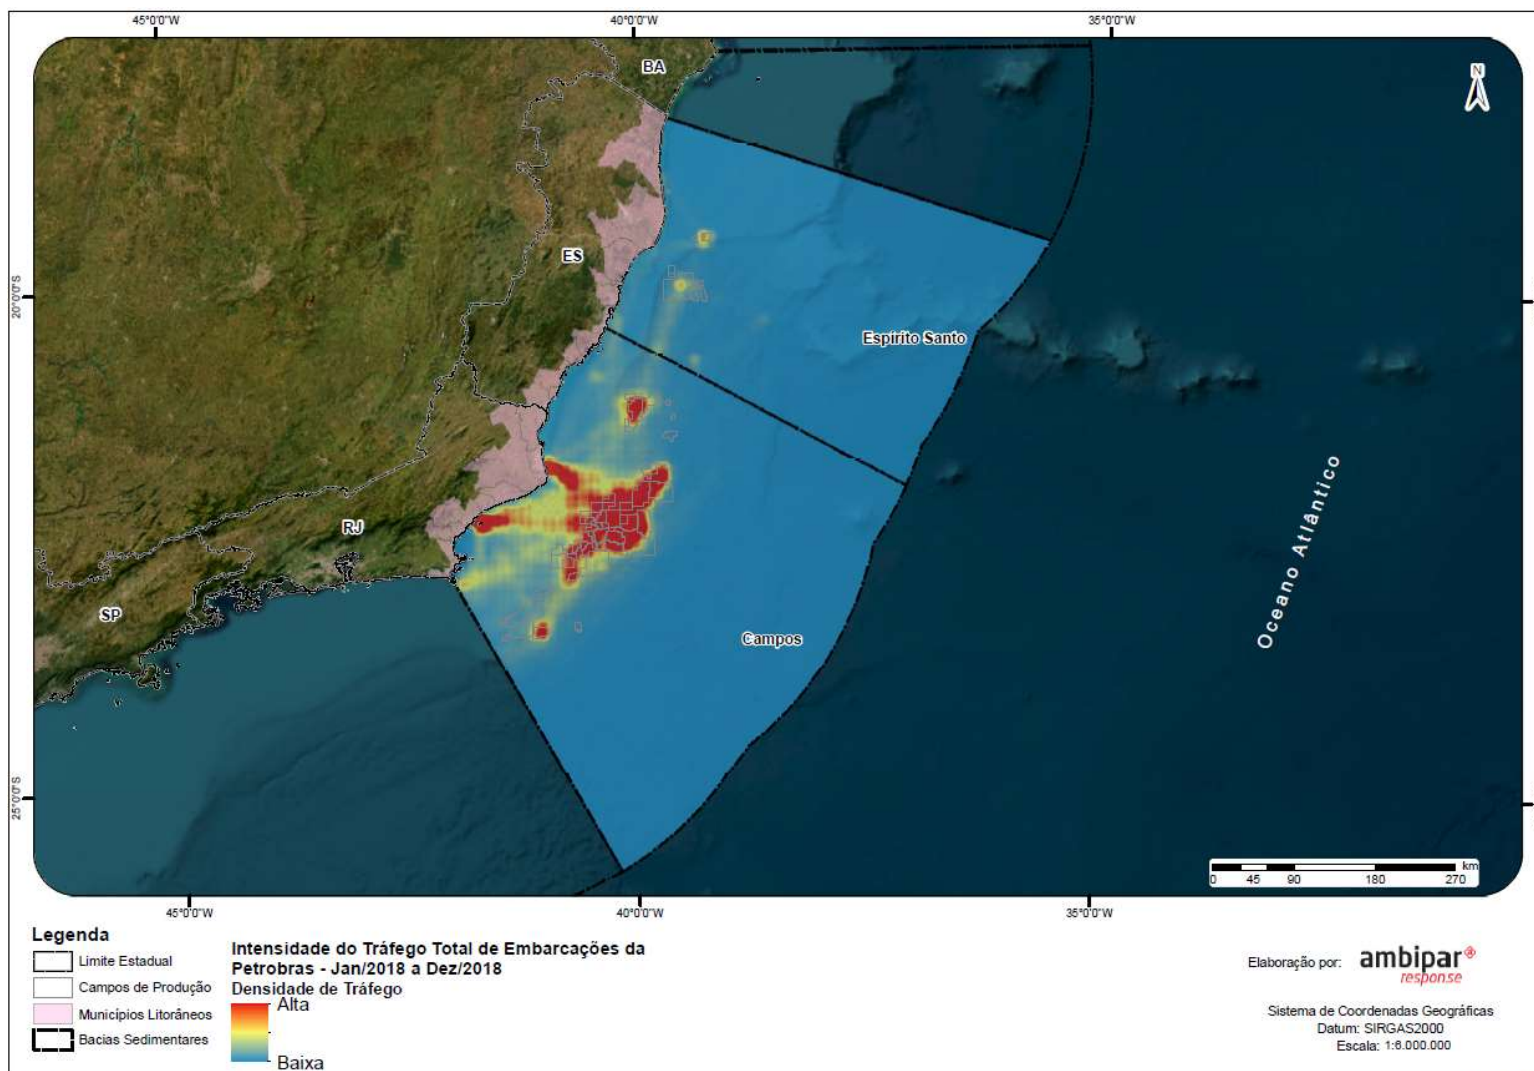 45°0'0"W
40°0'0"W
35°0'0"W
BA
N
ES
20°0'0"S
Espírito Santo
Oceano Atlântico
RJ
SP
Campos
25°0'0"S
km
0 45 90 180 270
45°0'0"W
40°0'0"W
35°0'0"W
Legenda
Limite Estadual
Campos de Produção
Municípios Litorâneos
Bacias Sedimentares
Intensidade do Tráfego Total de Embarcações da
Petrobras - Jan/2018 a Dez/2018
Densidade de Tráfego
Alta
Baixa
Elaboração por:
ambipar
response
Sistema de Coordenadas Geográficas
Datum: SIRGAS2000
Escala: 1:6.000.000